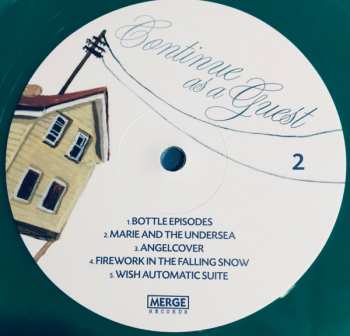 Continue
as a Guest
2
1. BOTTLE EPISODES
2. MARIE AND THE UNDERSEA
3. ANGELCOVER
4. FIREWORK IN THE FALLING SNOW
5. WISH AUTOMATIC SUITE
MERGE
RECORDS